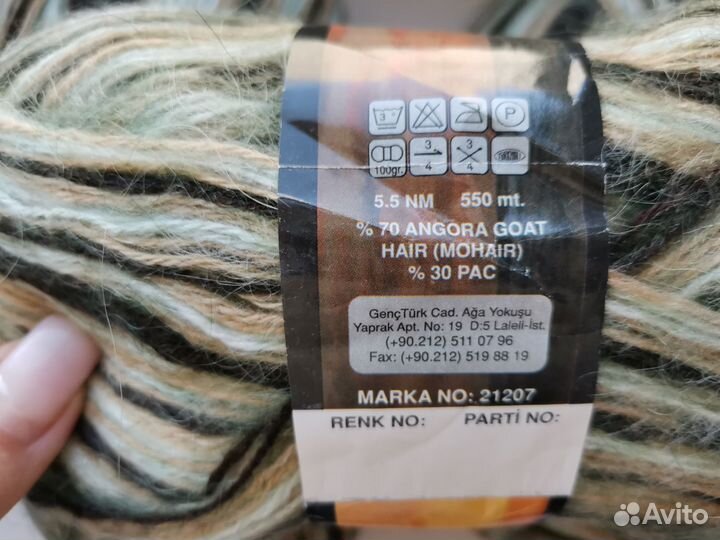 P
100gr.
3
4
3
4
5.5 NM 550 mt.
% 70 ANGORA GOAT
HAIR (MOHAIR)
% 30 PAC
GençTürk Cad. Ağa Yokuşu
Yaprak Apt. No: 19 D:5 Laleli-İst.
(+90.212) 511 07 96
Fax: (+90.212) 519 88 19
MARKA NO: 21207
RENK NO: PARTİ NO:
Avito